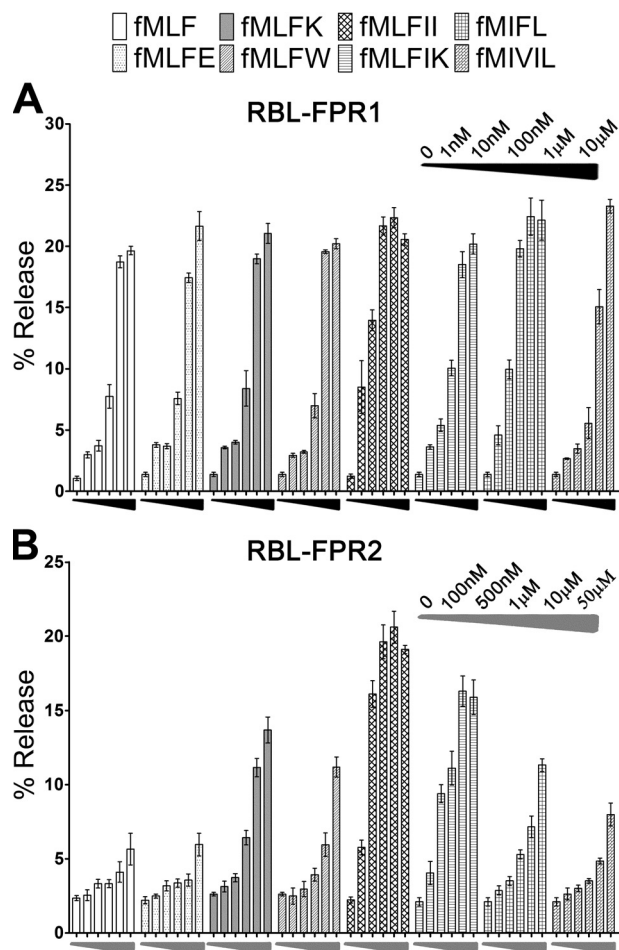 fMLF fMLFK fMLFII fMIFL
fMLFE fMLFW fMLFIK fMIVIL
A
RBL-FPR1
0 1nM 10nM 100nM 1µM 10µM
% Release
30
25
20
15
10
5
0
B
RBL-FPR2
0 100nM 500nM 1µM 10µM 50µM
% Release
25
20
15
10
5
0